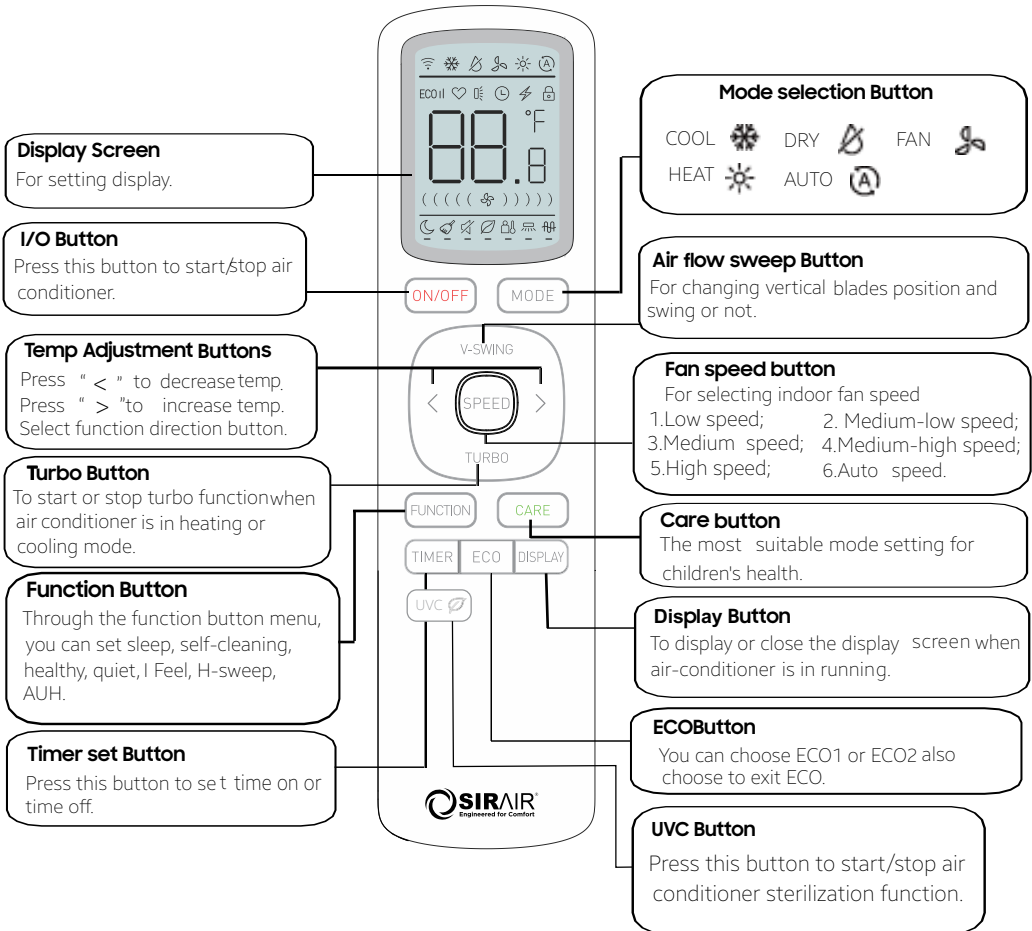 Display Screen
For setting display.
I/O Button
Press this button to start/stop air
conditioner.
Temp Adjustment Buttons
Press " < " to decrease temp.
Press " > "to increase temp.
Select function direction button.
Turbo Button
To start or stop turbo function when
air conditioner is in heating or
cooling mode.
Function Button
Through the function button menu,
you can set sleep, self-cleaning,
healthy, quiet, I Feel, H-sweep,
AUH.
Timer set Button
Press this button to set time on or
time off.
ECO
88.8 °F
ON/OFF MODE
V-SWING
< SPEED >
TURBO
FUNCTION CARE
TIMER ECO DISPLAY
UVC
SIRAIR®
Engineered for Comfort
Mode selection Button
COOL DRY FAN
HEAT AUTO A
Air flow sweep Button
For changing vertical blades position and
swing or not.
Fan speed button
For selecting indoor fan speed
1.Low speed; 2. Medium-low speed;
3.Medium speed; 4.Medium-high speed;
5.High speed; 6.Auto speed.
Care button
The most suitable mode setting for
children's health.
Display Button
To display or close the display screen when
air-conditioner is in running.
ECOButton
You can choose ECO1 or ECO2 also
choose to exit ECO.
UVC Button
Press this button to start/stop air
conditioner sterilization function.